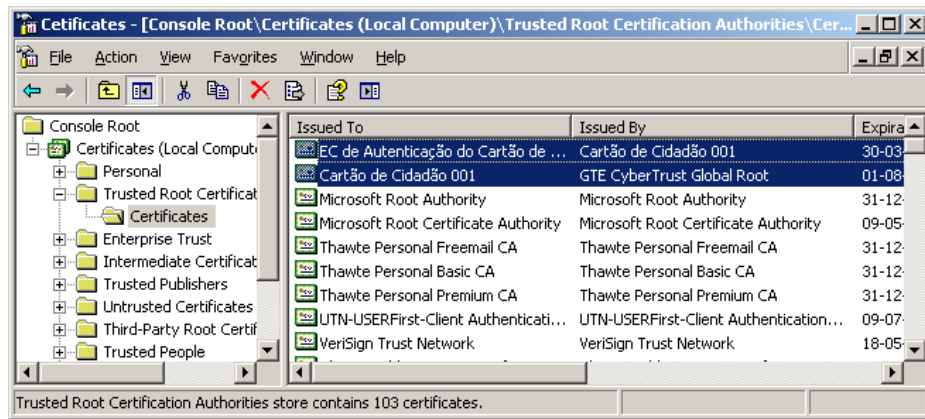 Cetificates - [Console Root\Certificates (Local Computer)\Trusted Root Certification Authorities\Cer...
File Action View Favorites Window Help
Console Root
Certificates (Local Compute
Personal
Trusted Root Certificat
Certificates
Enterprise Trust
Intermediate Certificat
Trusted Publishers
Untrusted Certificates
Third-Party Root Certif
Trusted People
Issued To Issued By Expira
EC de Autenticação do Cartão de ... Cartão de Cidadão 001 30-03-
Cartão de Cidadão 001 GTE CyberTrust Global Root 01-08-
Microsoft Root Authority Microsoft Root Authority 31-12-
Microsoft Root Certificate Authority Microsoft Root Certificate Authority 09-05-
Thawte Personal Freemail CA Thawte Personal Freemail CA 31-12-
Thawte Personal Basic CA Thawte Personal Basic CA 31-12-
Thawte Personal Premium CA Thawte Personal Premium CA 31-12-
UTN-USERFirst-Client Authenticati... UTN-USERFirst-Client Authentication... 09-07-
VeriSign Trust Network VeriSign Trust Network 18-05-
Trusted Root Certification Authorities store contains 103 certificates.